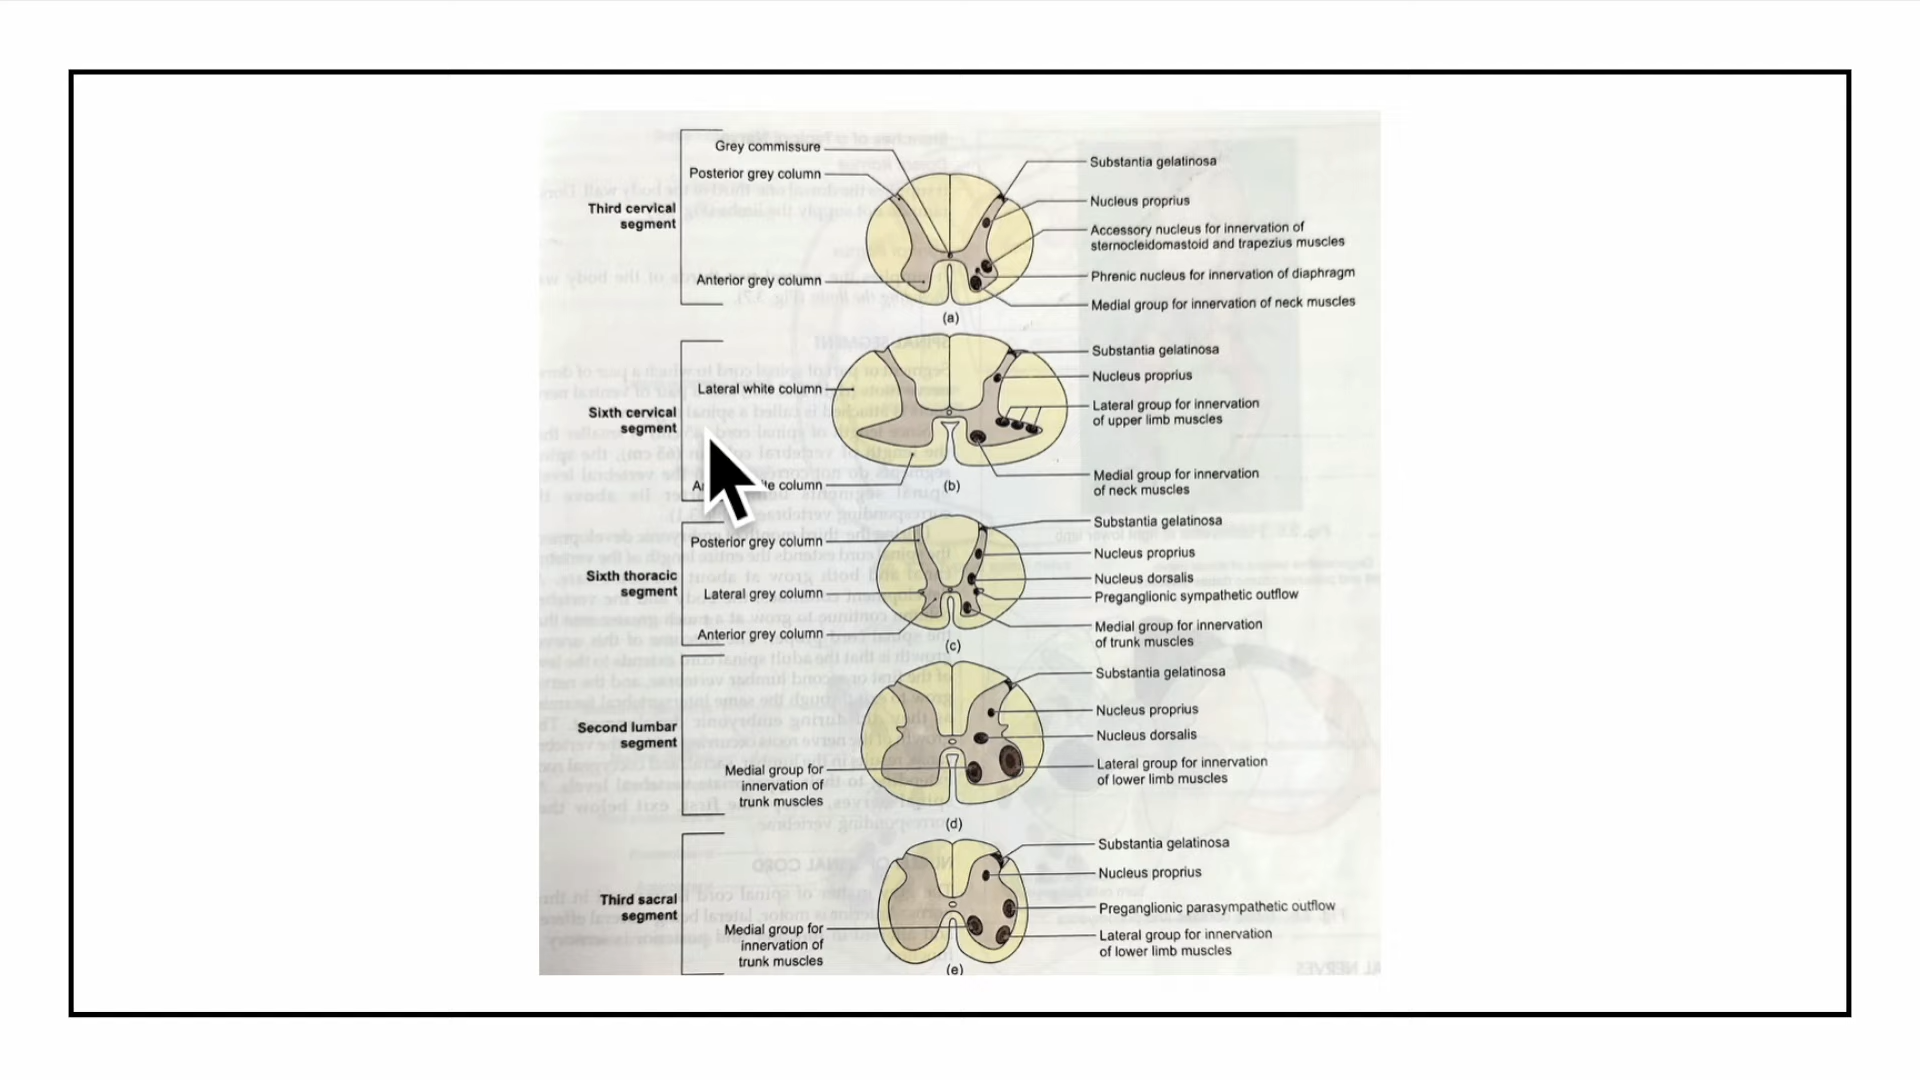 Grey commissure
Posterior grey column
Third cervical
segment
Anterior grey column
Substantia gelatinosa
Nucleus proprius
Accessory nucleus for innervation of
sternocleidomastoid and trapezius muscles
Phrenic nucleus for innervation of diaphragm
Medial group for innervation of neck muscles
(a)
Lateral white column
Sixth cervical
segment
column
Substantia gelatinosa
Nucleus proprius
Lateral group for innervation
of upper limb muscles
Medial group for innervation
of neck muscles
(b)
Posterior grey column
Sixth thoracic
segment
Lateral grey column
Anterior grey column
Substantia gelatinosa
Nucleus proprius
Nucleus dorsalis
Preganglionic sympathetic outflow
Medial group for innervation
of trunk muscles
(c)
Second lumbar
segment
Medial group for
innervation of
trunk muscles
Substantia gelatinosa
Nucleus proprius
Nucleus dorsalis
Lateral group for innervation
of lower limb muscles
(d)
Third sacral
segment
Medial group for
innervation of
trunk muscles
Substantia gelatinosa
Nucleus proprius
Preganglionic parasympathetic outflow
Lateral group for innervation
of lower limb muscles
(e)